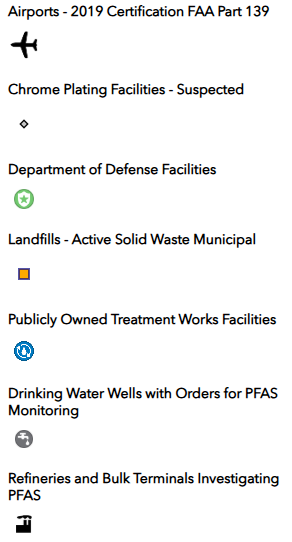 Airports - 2019 Certification FAA Part 139
Chrome Plating Facilities - Suspected
Department of Defense Facilities
Landfills - Active Solid Waste Municipal
Publicly Owned Treatment Works Facilities
Drinking Water Wells with Orders for PFAS
Monitoring
Refineries and Bulk Terminals Investigating
PFAS